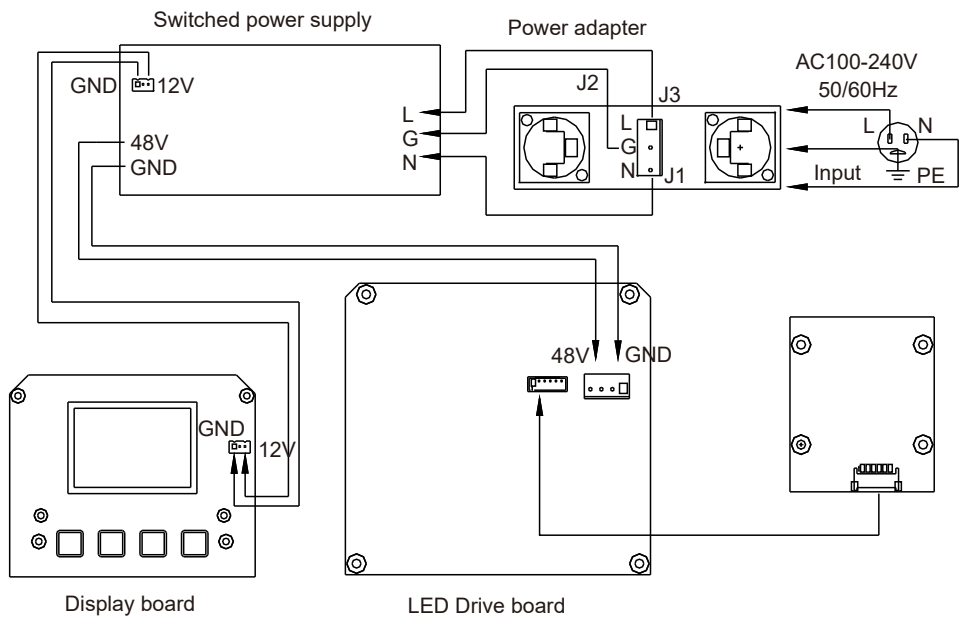 Switched power supply
Power adapter
AC100-240V
50/60Hz
GND 12V
J2
J3
L
G
N
L
G
N
J1
L
N
Input
PE
48V
GND
48V
GND
GND
12V
Display board
LED Drive board